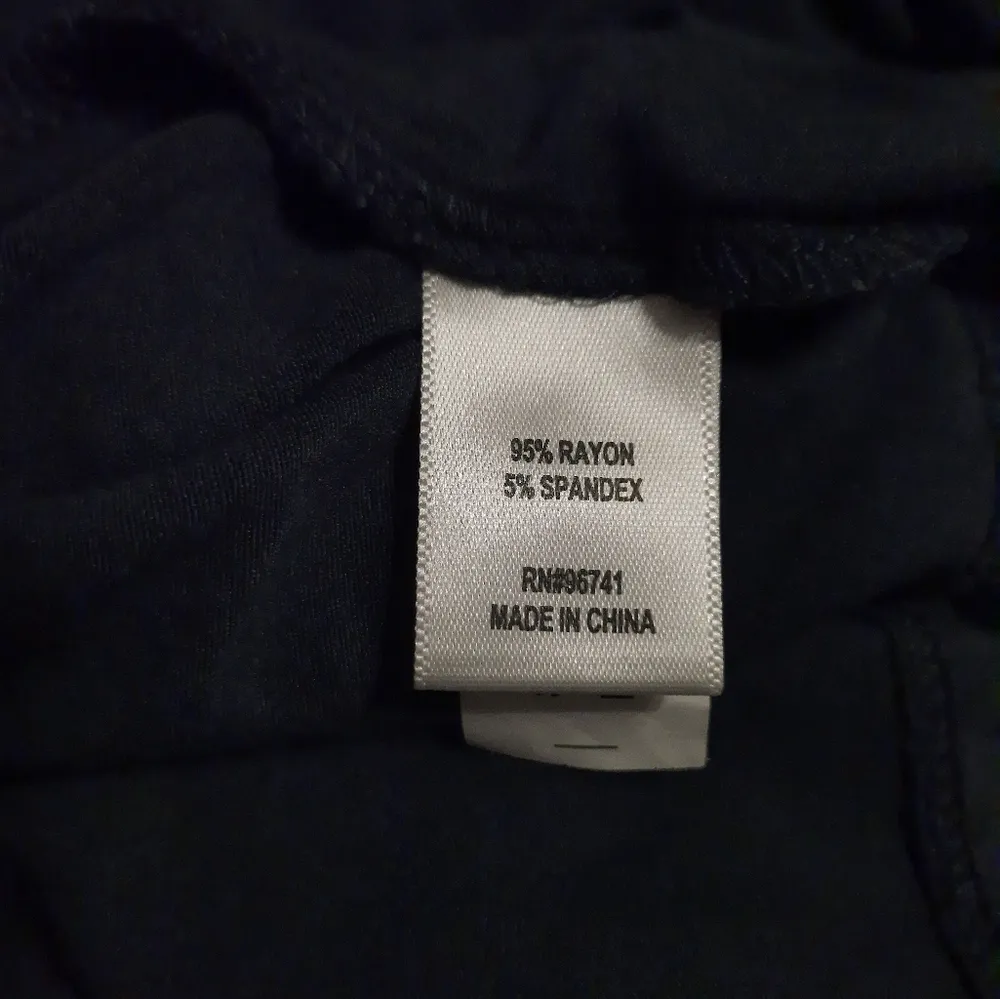 95% RAYON
5% SPANDEX
RN#96741
MADE IN CHINA